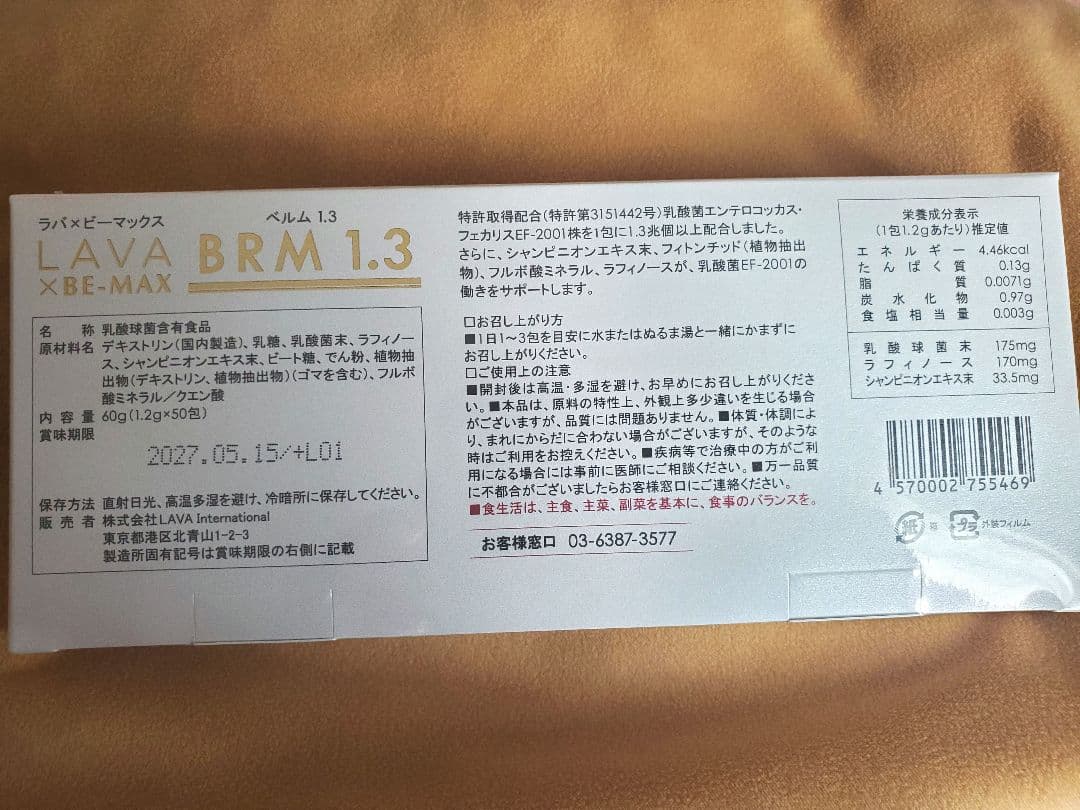 ラバ×ビーマックス
LAVA
×BE-MAX
ベルム 1.3
BRM 1.3
名称 乳酸球菌含有食品
原材料名 デキストリン(国内製造)、乳糖、乳酸菌末、ラフィノー
ス、シャンピニオンエキス末、ビート糖、でん粉、植物抽
出物(デキストリン、植物抽出物)(ゴマを含む)、フルボ
酸ミネラル/クエン酸
内容量 60g(1.2g×50包)
賞味期限
2027.05.15/+L01
保存方法 直射日光、高温多湿を避け、冷暗所に保存してください。
販売者 株式会社LAVA International
東京都港区北青山1-2-3
製造所固有記号は賞味期限の右側に記載
特許取得配合(特許第3151442号)乳酸菌エンテロコッカス・
フェカリスEF-2001株を1包に1.3兆個以上配合しました。
さらに、シャンピニオンエキス末、フィトンチッド(植物抽出
物)、フルボ酸ミネラル、ラフィノースが、乳酸菌EF-2001の
働きをサポートします。
□お召し上がり方
■1日1~3包を目安に水またはぬるま湯と一緒にかまずに
お召し上がりください。
□ご使用上の注意
■開封後は高温・多湿を避け、お早めにお召し上がりくださ
い。■本品は、原料の特性上、外観上多少違いを生じる場合
がございますが、品質には問題ありません。■体質・体調によ
り、まれにからだに合わない場合がございますが、そのような
時はご利用をお控えください。■疾病等で治療中の方がご利
用になる場合には事前に医師にご相談ください。■万一品質
に不都合がございましたらお客様窓口にご連絡ください。
■食生活は、主食、主菜、副菜を基本に、食事のバランスを。
お客様窓口 03-6387-3577
栄養成分表示
(1包1.2gあたり)推定値
エネルギー 4.46kcal
たんぱく質 0.13g
脂質 0.0071g
炭水化物 0.97g
食塩相当量 0.003g
乳酸球菌末 175mg
ラフィノース 170mg
シャンピニオンエキス末 33.5mg
4 570002 755469
紙 箱 プラ 外装フィルム